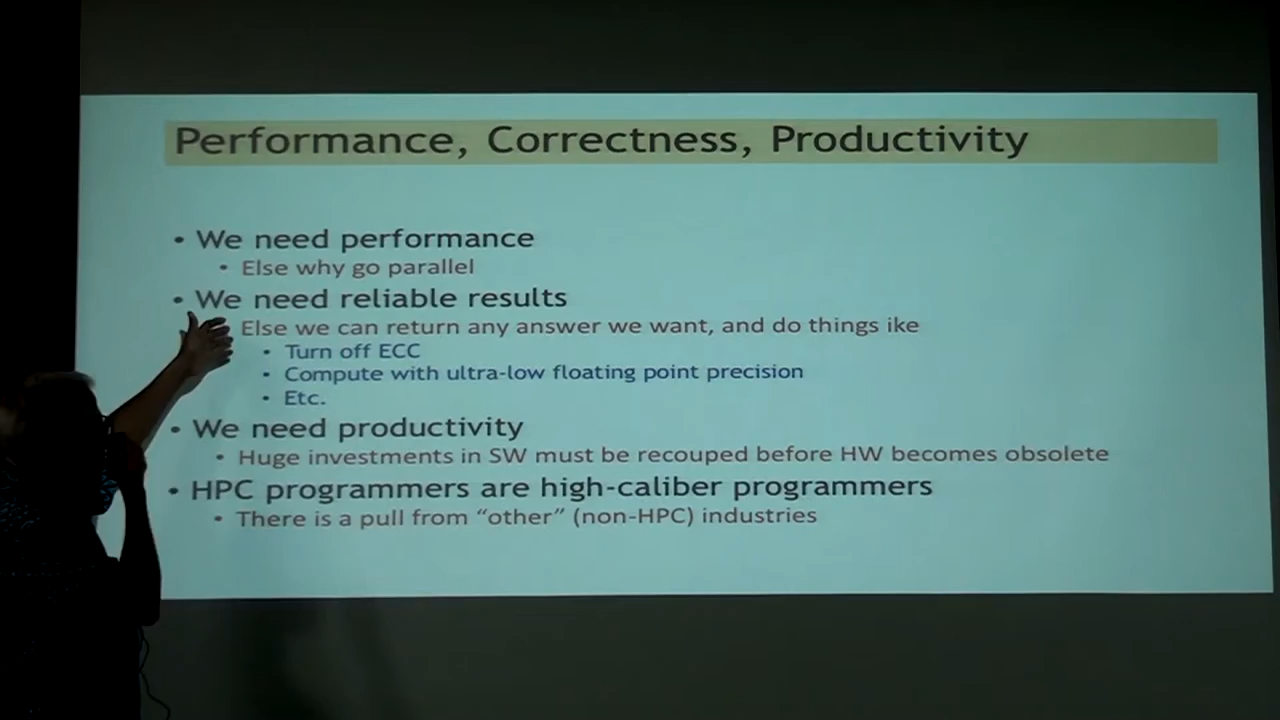 Performance, Correctness, Productivity
• We need performance
• Else why go parallel
• We need reliable results
Else we can return any answer we want, and do things ike
• Turn off ECC
• Compute with ultra-low floating point precision
• Etc.
• We need productivity
• Huge investments in SW must be recouped before HW becomes obsolete
• HPC programmers are high-caliber programmers
• There is a pull from “other” (non-HPC) industries